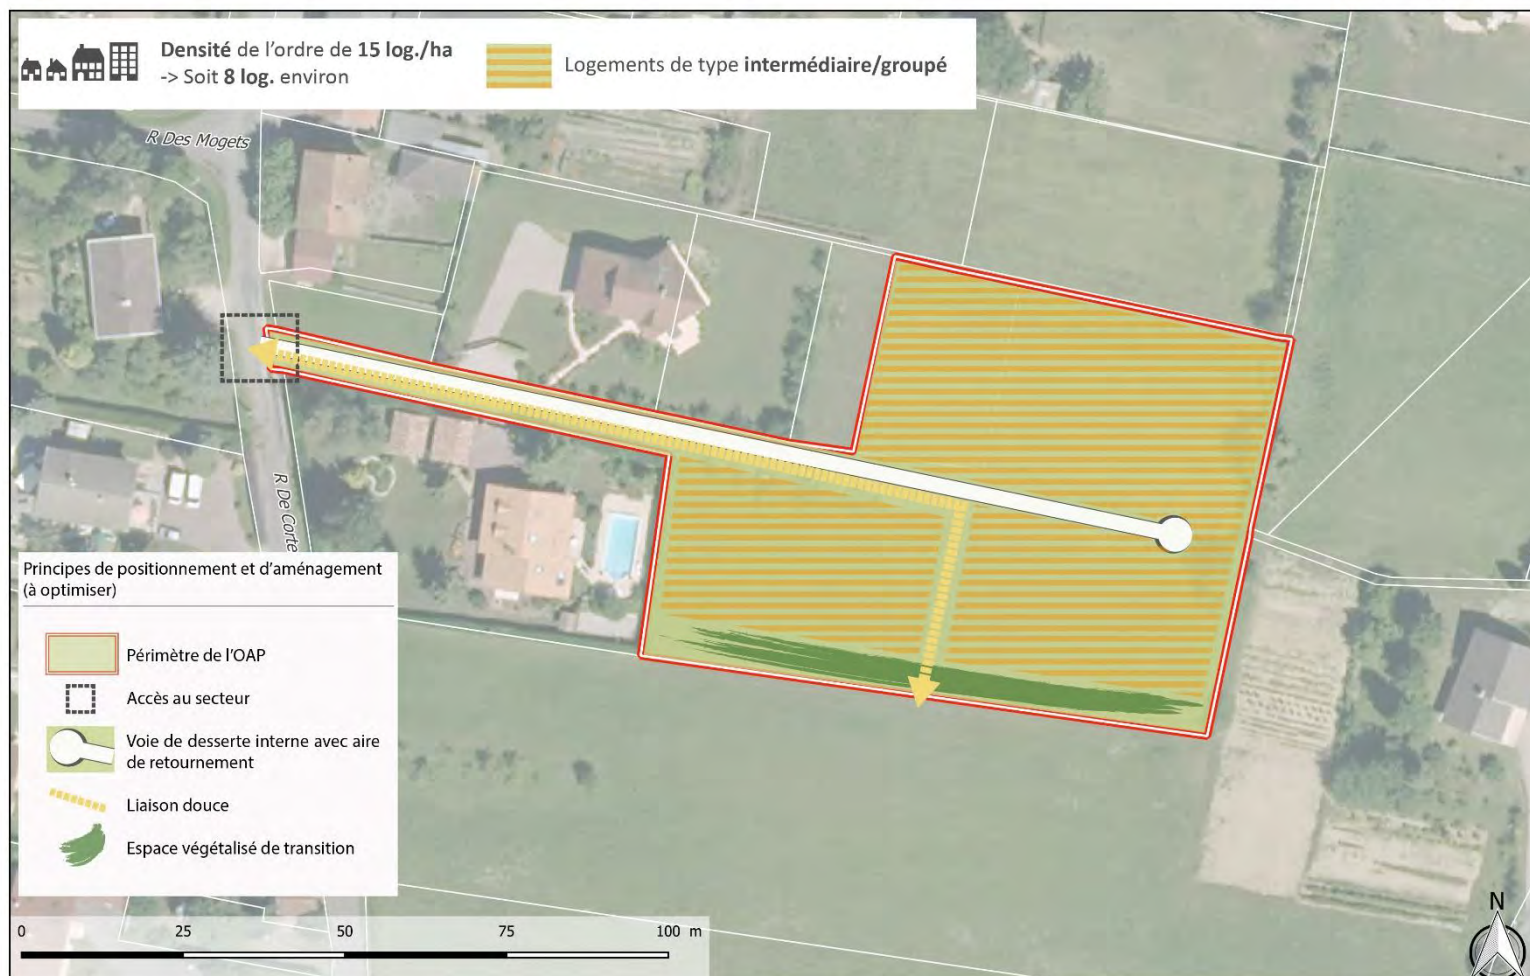 Densité de l’ordre de 15 log./ha
-> Soit 8 log. environ
Logements de type intermédiaire/groupé
R Des Mogets
R De Corte
Principes de positionnement et d’aménagement
(à optimiser)
Périmètre de l’OAP
Accès au secteur
Voie de desserte interne avec aire
de retournement
Liaison douce
Espace végétalisé de transition
0 25 50 75 100 m
N